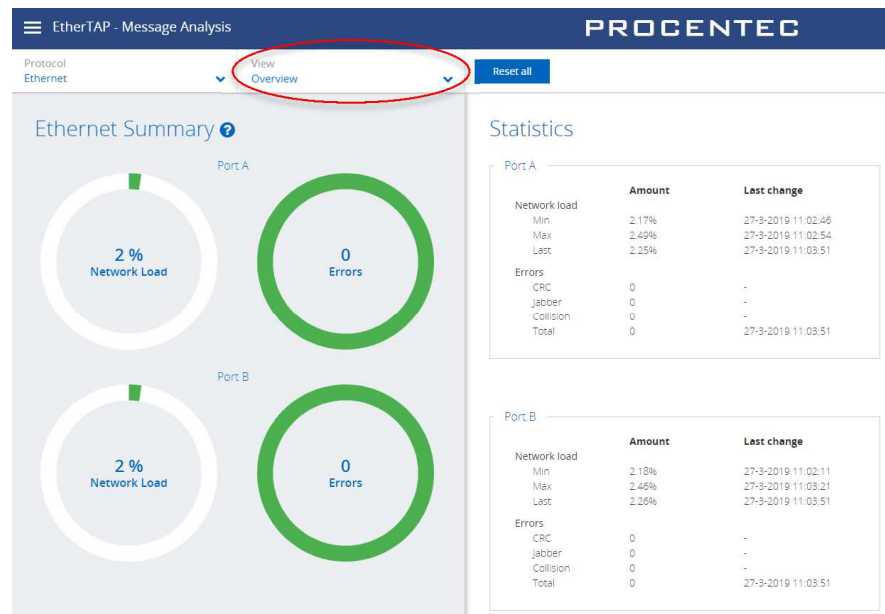 EtherTAP - Message Analysis
PROCENTEC
Protocol
Ethernet
View
Overview
Reset all
Ethernet Summary ?
Port A
2 %
Network Load
0
Errors
Port B
2 %
Network Load
0
Errors
Statistics
Port A
Amount Last change
Network load
Min 2.17% 27-3-2019 11:02:46
Max 2.49% 27-3-2019 11:02:54
Last 2.25% 27-3-2019 11:03:51
Errors
CRC 0 -
Jabber 0 -
Collision 0 -
Total 0 27-3-2019 11:03:51
Port B
Amount Last change
Network load
Min 2.18% 27-3-2019 11:02:11
Max 2.46% 27-3-2019 11:03:21
Last 2.26% 27-3-2019 11:03:51
Errors
CRC 0 -
Jabber 0 -
Collision 0 -
Total 0 27-3-2019 11:03:51